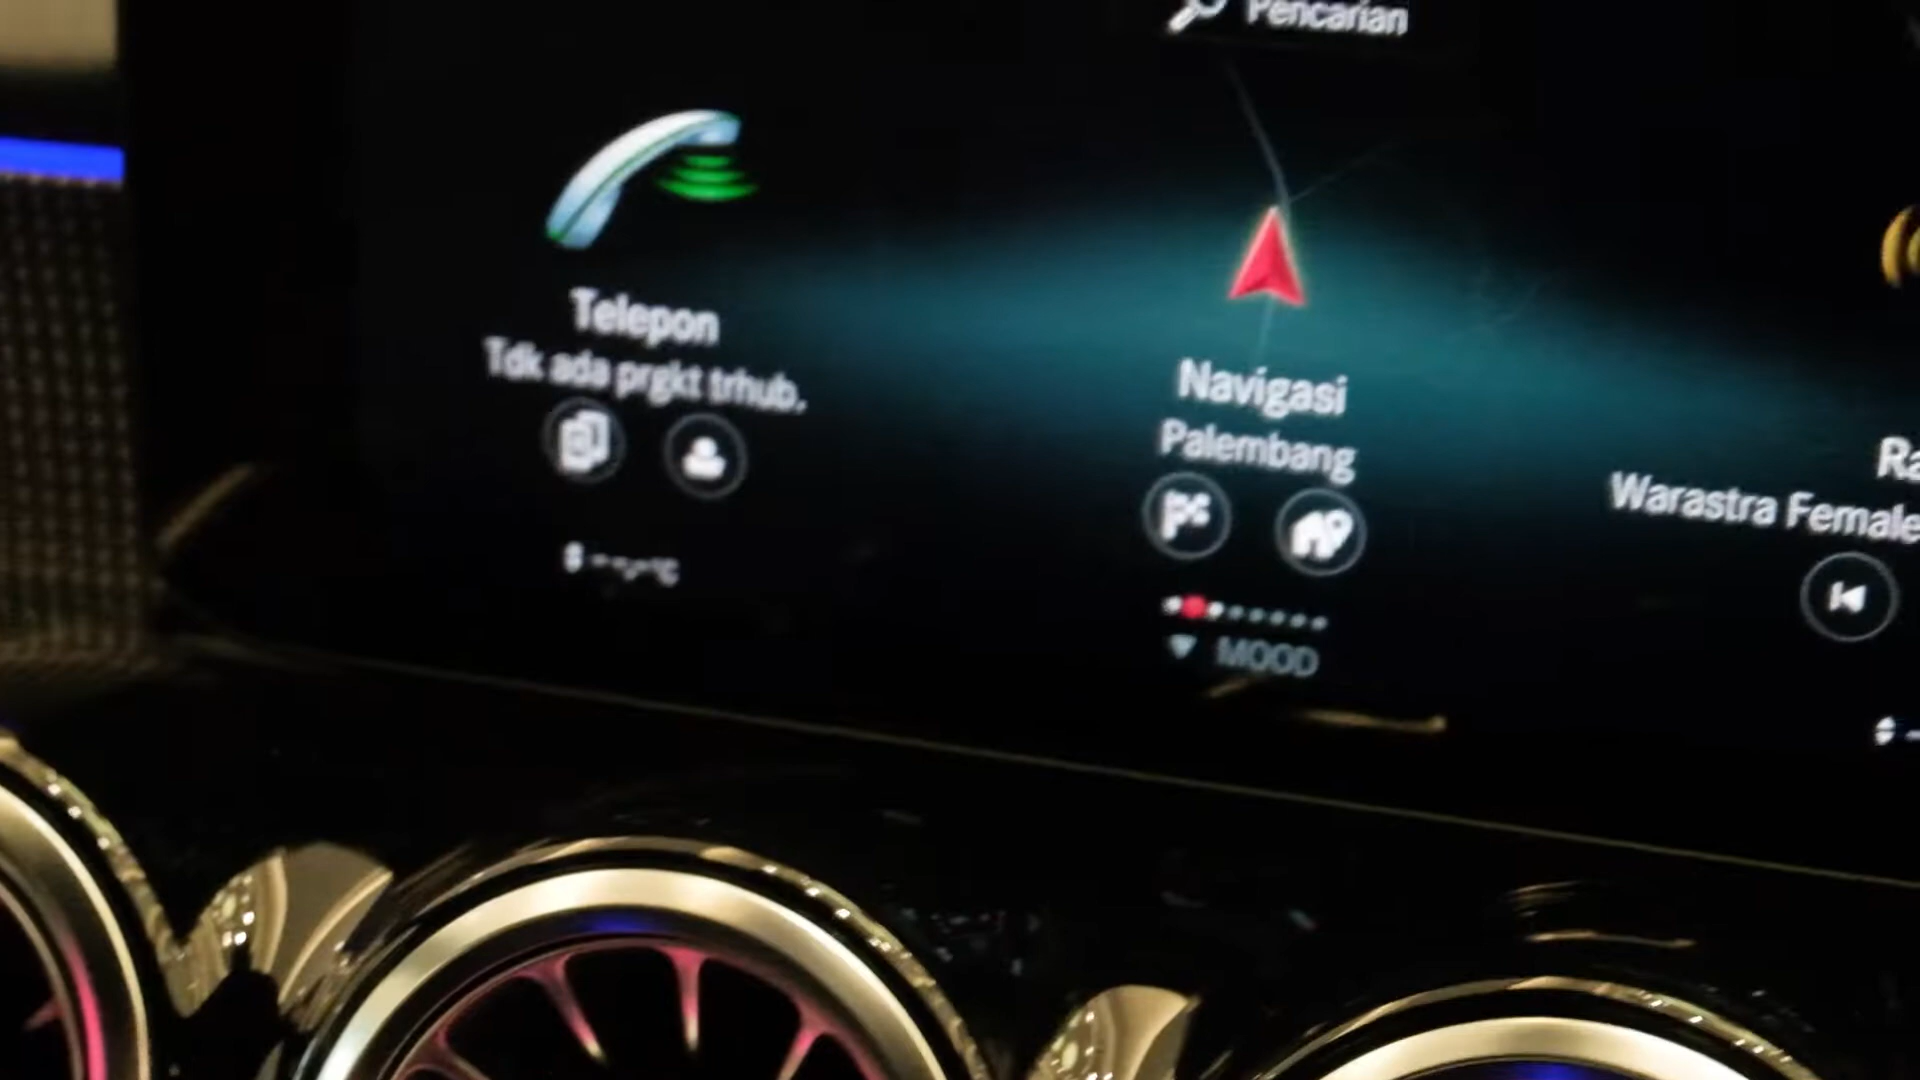 Pencarian
Telepon
Tdk ada prgkt trhub.
Navigasi
Palembang
Warastra Female
MOOD